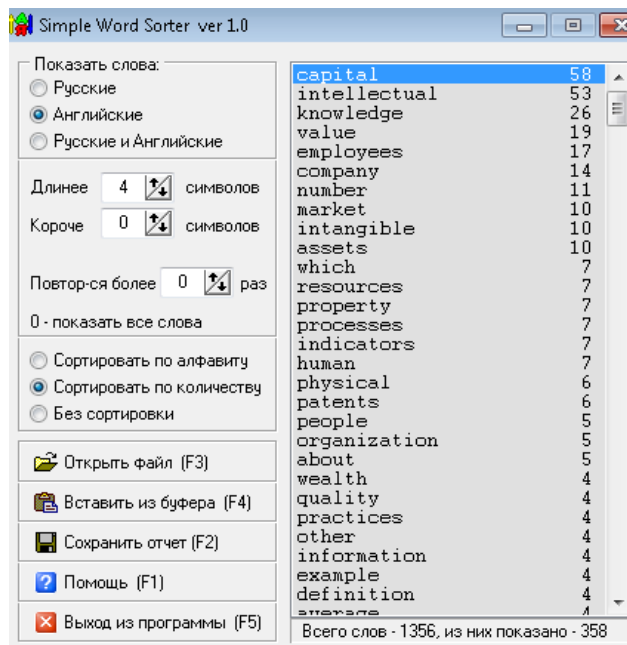 Simple Word Sorter ver 1.0
Показать слова:
Русские
Английские
Русские и Английские
Длинее 4 символов
Короче 0 символов
Повтор-ся более 0 раз
0 - показать все слова
Сортировать по алфавиту
Сортировать по количеству
Без сортировки
Открыть файл (F3)
Вставить из буфера (F4)
Сохранить отчет (F2)
Помощь (F1)
Выход из программы (F5)
capital 58
intellectual 53
knowledge 26
value 19
employees 17
company 14
number 11
market 10
intangible 10
assets 10
which 7
resources 7
property 7
processes 7
indicators 7
human 7
physical 6
patents 6
people 5
organization 5
about 5
wealth 4
quality 4
practices 4
other 4
information 4
example 4
definition 4
average 4
Всего слов - 1356, из них показано - 358